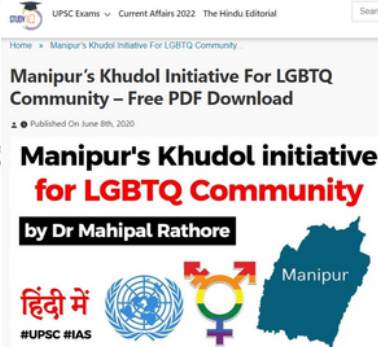 STUDY IQ
UPSC Exams Current Affairs 2022 The Hindu Editorial
Home » Manipur's Khudol Initiative For LGBTQ Community...
Manipur's Khudol Initiative For LGBTQ
Community – Free PDF Download
Published On June 8th, 2020
Manipur's Khudol initiative
for LGBTQ Community
by Dr Mahipal Rathore
Manipur
हिंदी में
#UPSC #IAS